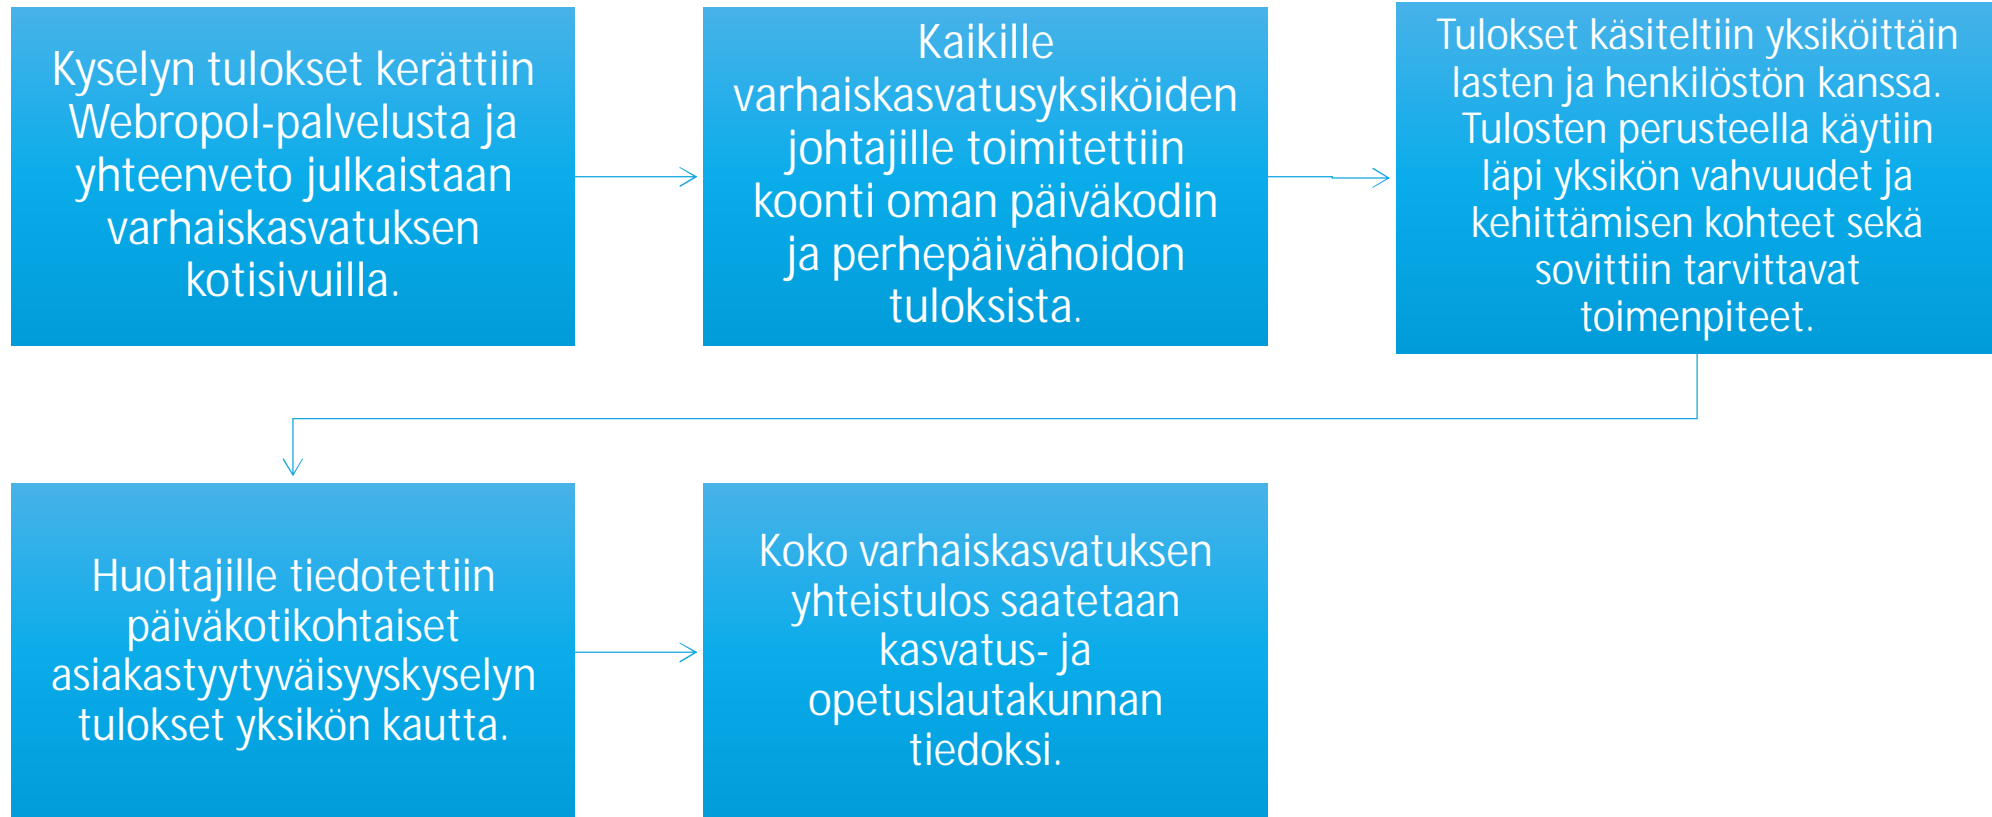 Kyselyn tulokset kerättiin
Webropol-palvelusta ja
yhteenveto julkaistaan
varhaiskasvatuksen
kotisivuilla.
Kaikille
varhaiskasvatusyksiköiden
johtajille toimitettiin
koonti oman päiväkodin
ja perhepäivähoidon
tuloksista.
Tulokset käsiteltiin yksiköittäin
lasten ja henkilöstön kanssa.
Tulosten perusteella käytiin
läpi yksikön vahvuudet ja
kehittämisen kohteet sekä
sovittiin tarvittavat
toimenpiteet.
Huoltajille tiedotettiin
päiväkotikohtaiset
asiakastyytyväisyyskyselyn
tulokset yksikön kautta.
Koko varhaiskasvatuksen
yhteistulos saatetaan
kasvatus- ja
opetuslautakunnan
tiedoksi.